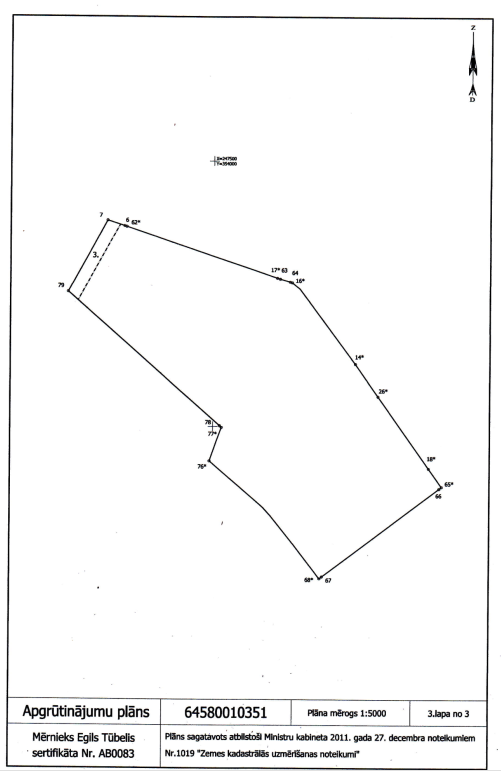 Z
D
X=247500
Y=394000
7
6 62*
3.
79
17* 63 64
16*
14*
26*
78
77*
76*
18*
65*
66
68* 67
Apgrūtinājumu plāns
64580010351
Plāna mērogs 1:5000
3.lapa no 3
Mērnieks Egils Tūbelis
sertifikāta Nr. AB0083
Plāns sagatavots atbilstoši Ministru kabineta 2011. gada 27. decembra noteikumiem
Nr.1019 "Zemes kadastrālās uzmērīšanas noteikumi"